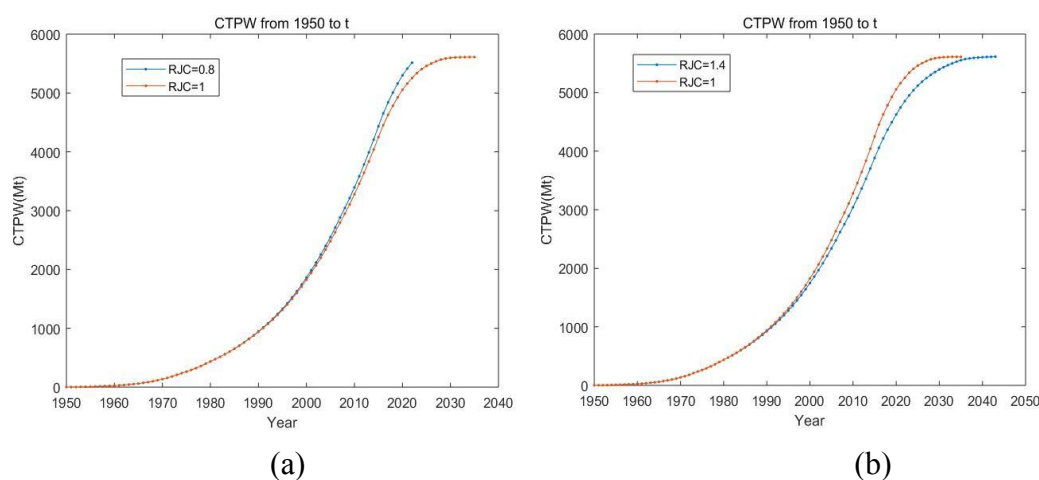 CTPW from 1950 to t
6000
5000
4000
3000
2000
1000
0
CTPW(Mt)
RJC=0.8
RJC=1
1950 1960 1970 1980 1990 2000 2010 2020 2030 2040
Year
(a)
CTPW from 1950 to t
6000
5000
4000
3000
2000
1000
0
CTPW(Mt)
RJC=1.4
RJC=1
1950 1960 1970 1980 1990 2000 2010 2020 2030 2040 2050
Year
(b)